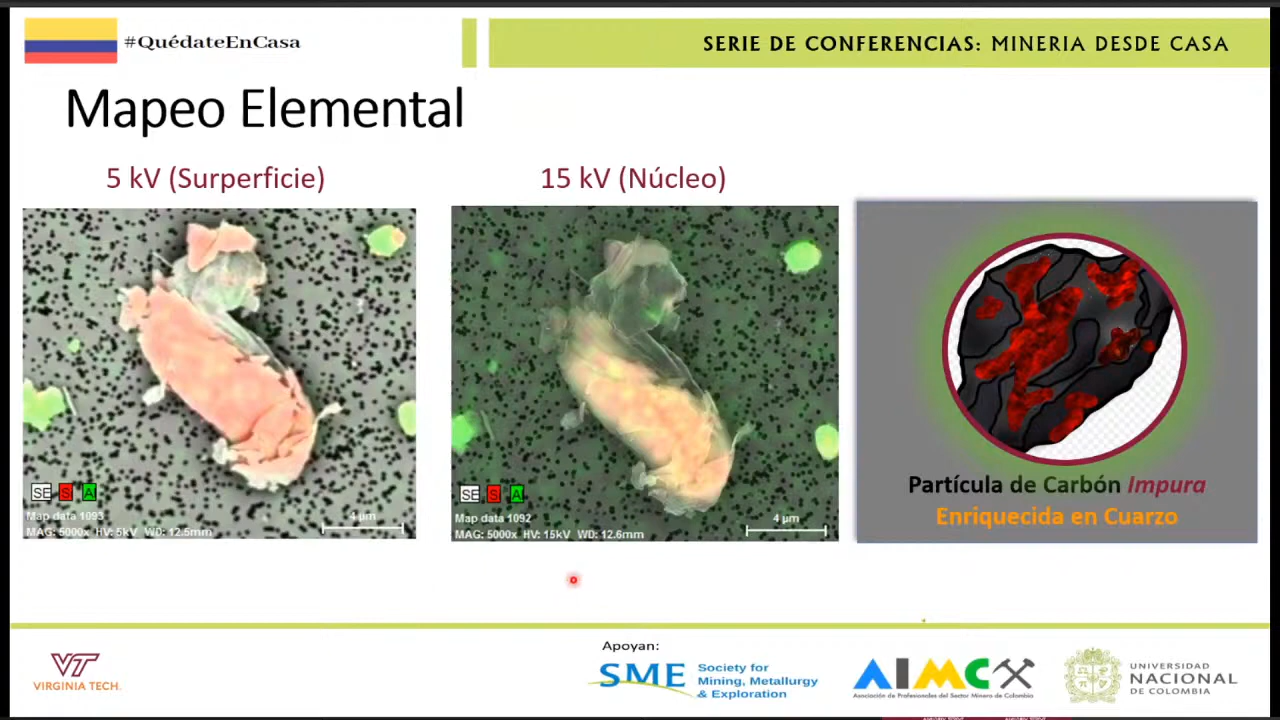 #QuédateEnCasa
SERIE DE CONFERENCIAS: MINERIA DESDE CASA
Mapeo Elemental
5 kV (Surperficie)
15 kV (Núcleo)
SE S A
Map data 1093
MAG: 5000x HV: 5kV WD: 12.5mm
4 µm
SE S A
Map data 1092
MAG: 5000x HV: 15kV WD: 12.6mm
4 µm
Partícula de Carbón Impura
Enriquecida en Cuarzo
VT
VIRGINIA TECH.
Apoyan:
SME
Society for
Mining, Metallurgy
& Exploration
AIMC
Asociación de Profesionales del Sector Minero de Colombia
UNIVERSIDAD
NACIONAL
DE COLOMBIA